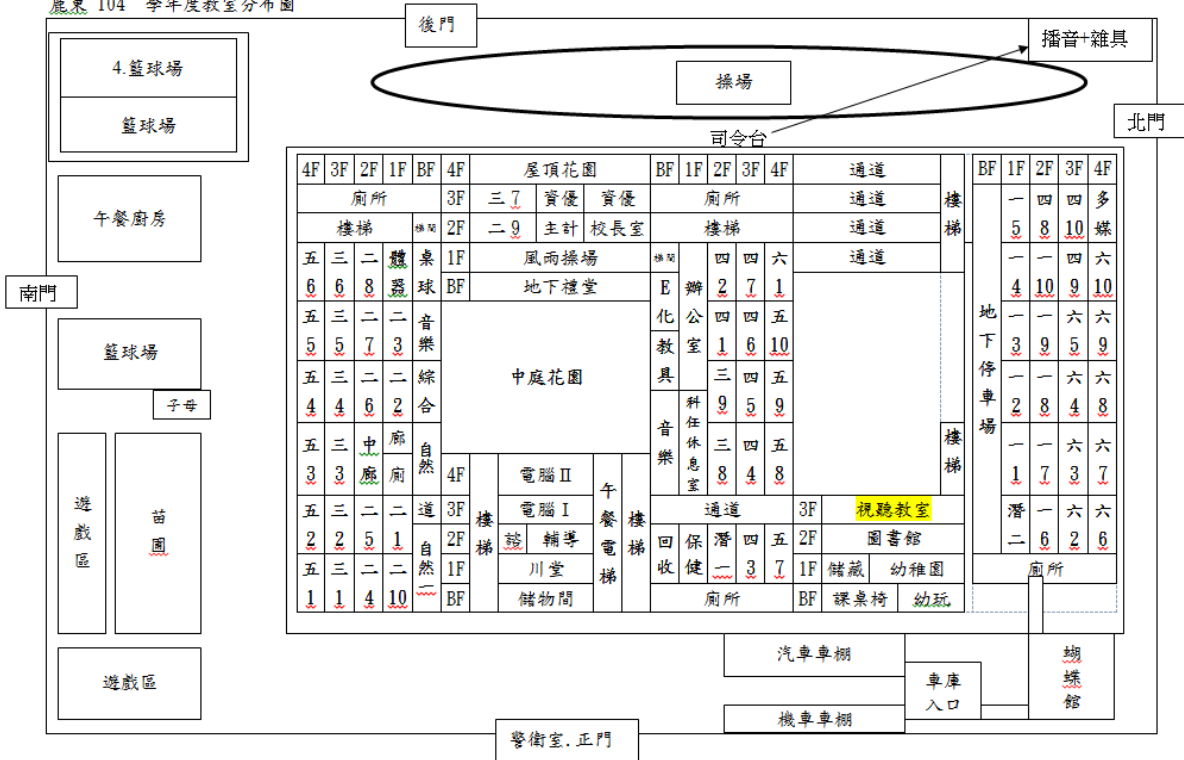 鹿東 104 學年度教室分布圖
後門
播音+雜具
4.籃球場
籃球場
操場
北門
司令台
4F 3F 2F 1F BF 4F 屋頂花園 BF 1F 2F 3F 4F 通道 樓梯 BF 1F 2F 3F 4F
廁所 3F 三7 資優 資優 廁所 通道
樓梯 梯間 2F 二9 主計 校長室 樓梯 通道
1F 風雨操場 梯間 通道
BF 地下禮堂
午餐廚房
南門
籃球場
子母
遊戲區
苗圃
遊戲區
五6 三6 二8 體器 桌球
五5 三5 二7 二3 音樂
五4 三4 二6 二2 綜合
五3 三3 中廊 廊廁 自然
五2 三2 二5 二1 道
五1 三1 二4 二10 自然一
中庭花園
4F 樓梯 電腦Ⅱ 午餐電梯 樓梯
3F 電腦Ⅰ
2F 諮 輔導
1F 川堂
BF 儲物間
E化教具 辦公室 四2 四7 六1
四1 四6 五10
三9 四5 五9
音樂 科任休息室 三8 四4 五8
通道
回收 保健 潛一 四3 五7
廁所
樓梯
3F 視聽教室
2F 圖書館
1F 儲藏 幼稚園
BF 課桌椅 幼玩
地下停車場
一5 四8 四10 多媒
一4 一10 四9 六10
一3 一9 六5 六9
一2 一8 六4 六8
一1 一7 六3 六7
潛二 一6 六2 六6
廁所
汽車車棚
車庫入口
蝴蝶館
機車車棚
警衛室.正門